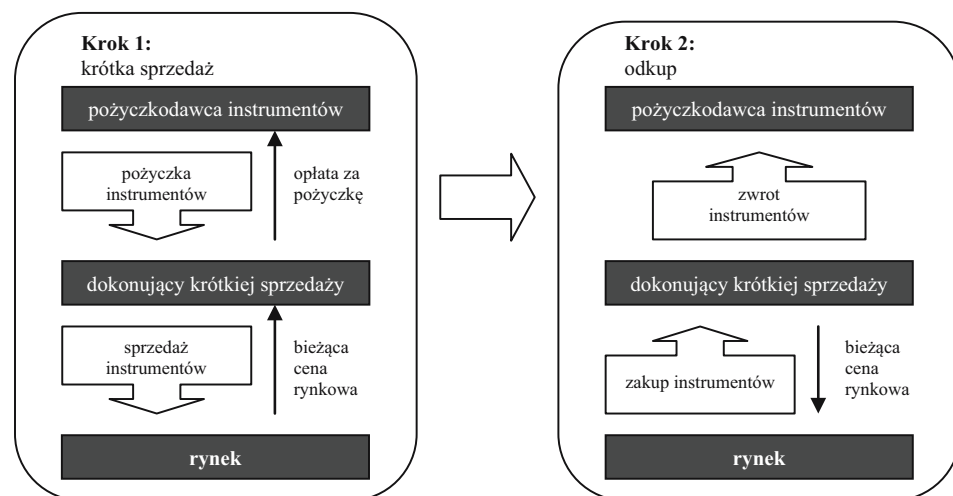 Krok 1:
krótka sprzedaż
pożyczkodawca instrumentów
pożyczka
instrumentów
opłata za
pożyczkę
dokonujący krótkiej sprzedaży
sprzedaż
instrumentów
bieżąca
cena
rynkowa
rynek
Krok 2:
odkup
pożyczkodawca instrumentów
zwrot
instrumentów
dokonujący krótkiej sprzedaży
zakup instrumentów
bieżąca
cena
rynkowa
rynek